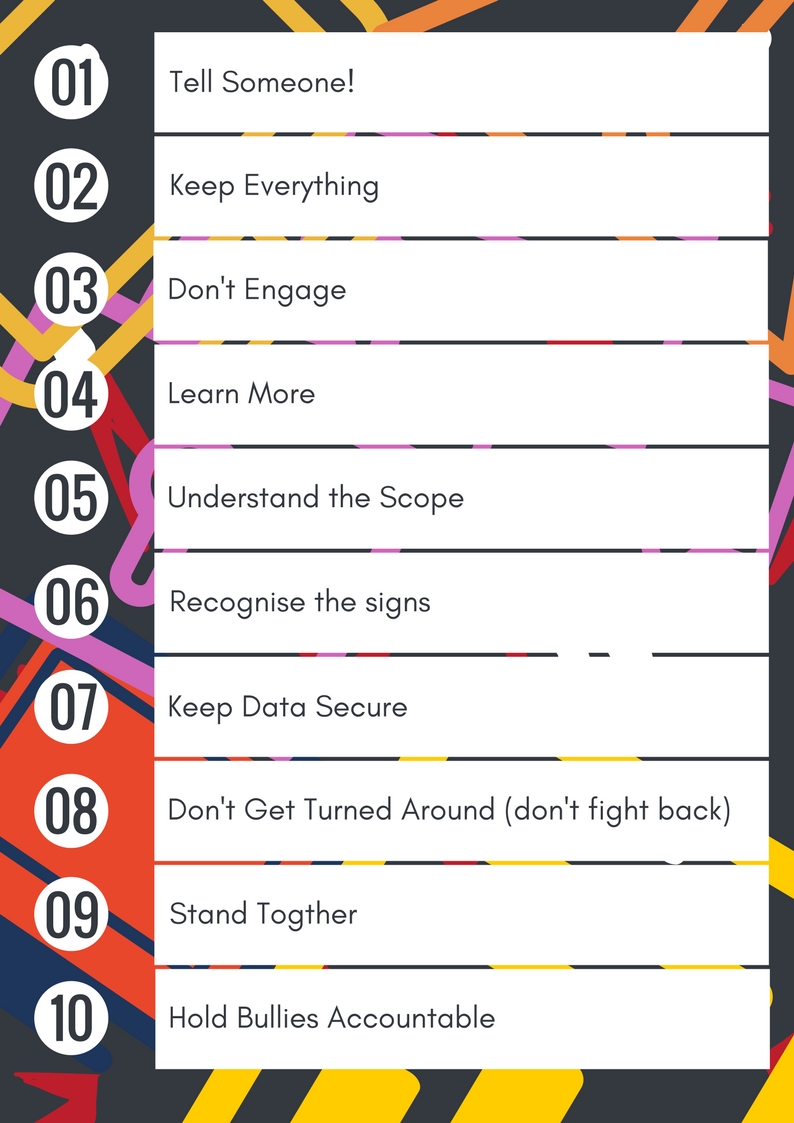 01 Tell Someone!
02 Keep Everything
03 Don't Engage
04 Learn More
05 Understand the Scope
06 Recognise the signs
07 Keep Data Secure
08 Don't Get Turned Around (don't fight back)
09 Stand Togther
10 Hold Bullies Accountable